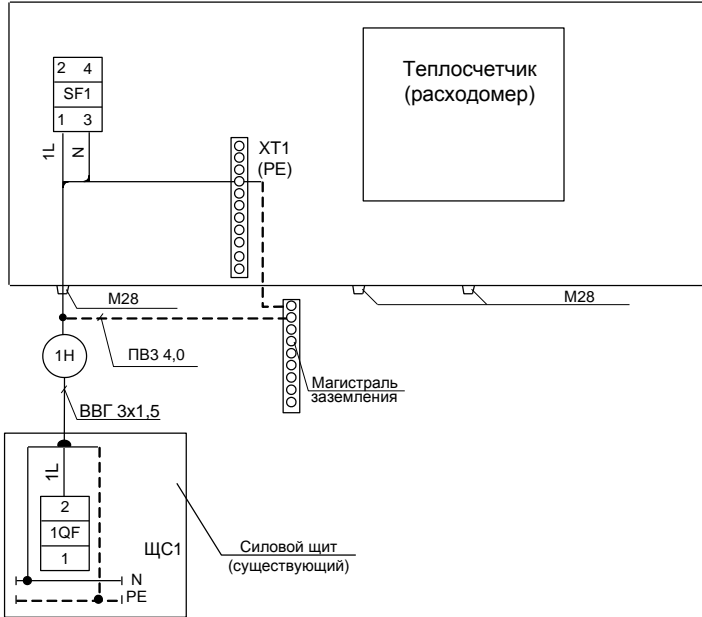 2 4
SF1
1 3
1L
N
XT1
(PE)
Теплосчетчик
(расходомер)
M28
M28
1Н
ПВ3 4,0
Магистраль
заземления
ВВГ 3х1,5
1L
2
1QF
1
ЩС1
N
PE
Силовой щит
(существующий)